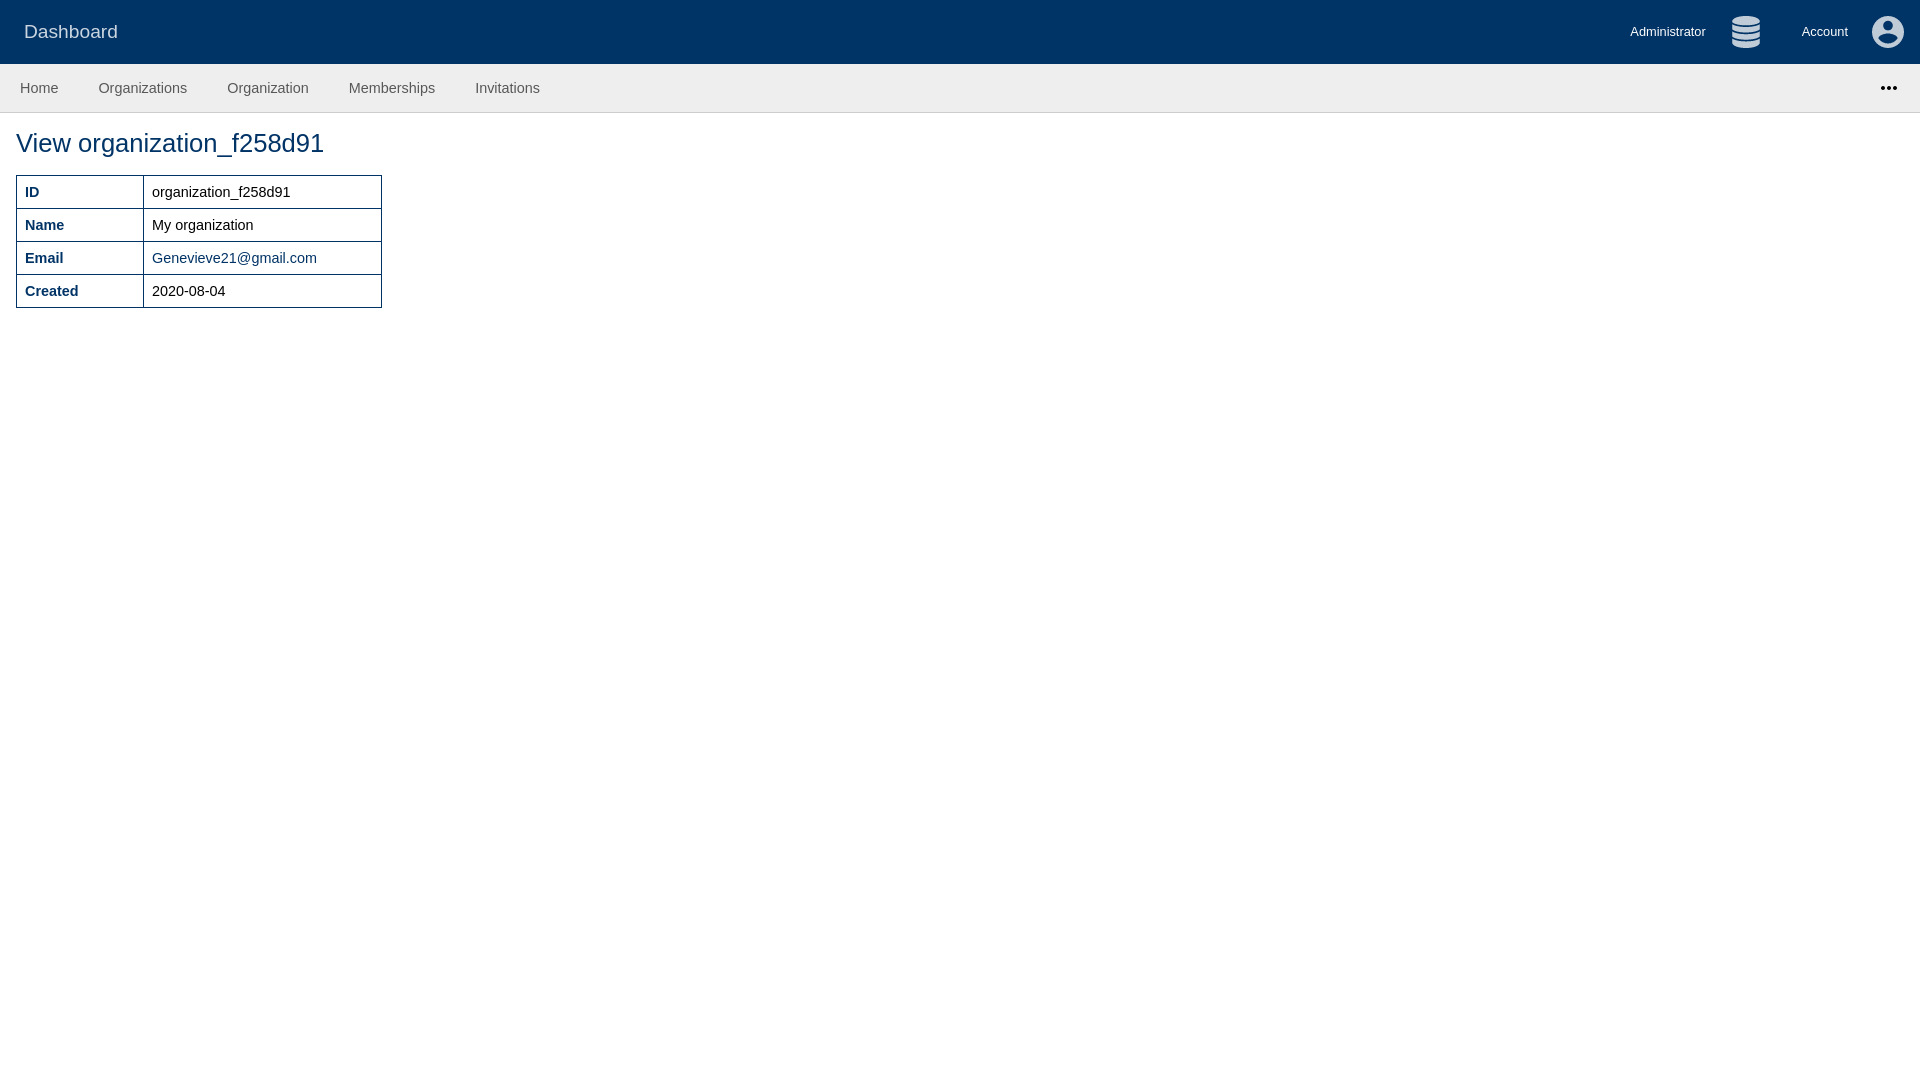 Dashboard
Administrator
Account
Home Organizations Organization Memberships Invitations
View organization_f258d91
ID organization_f258d91
Name My organization
Email Genevieve21@gmail.com
Created 2020-08-04